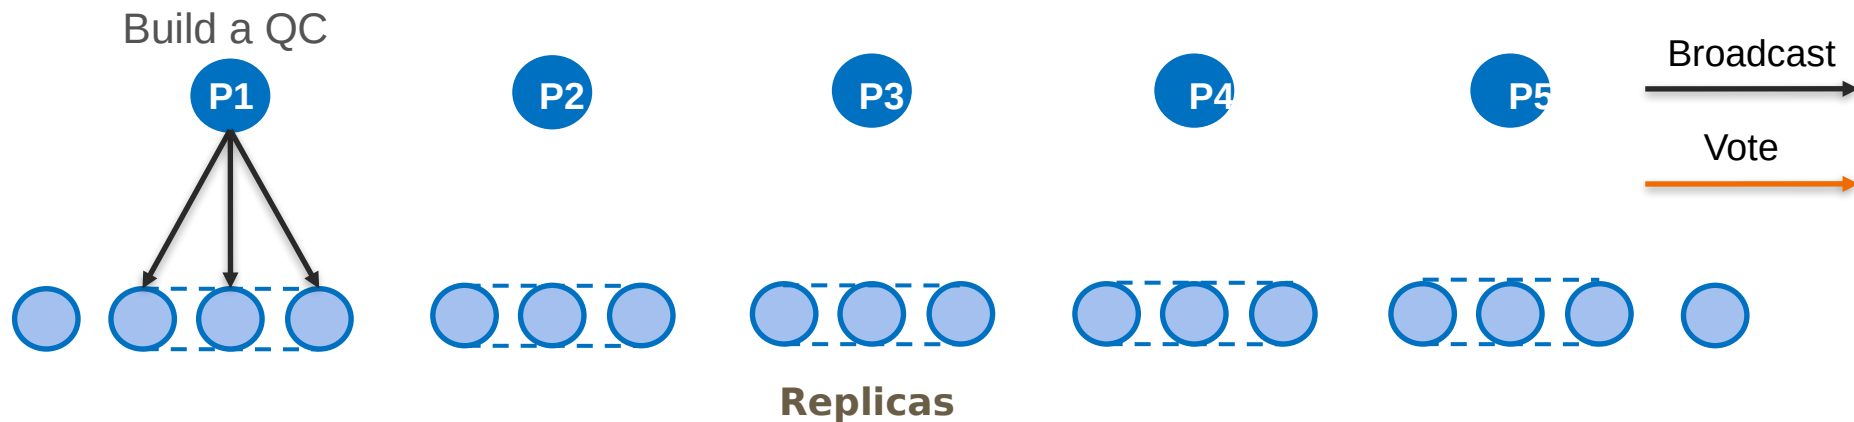 Build a QC
P1
P2
P3
P4
P5
Broadcast
Vote
Replicas